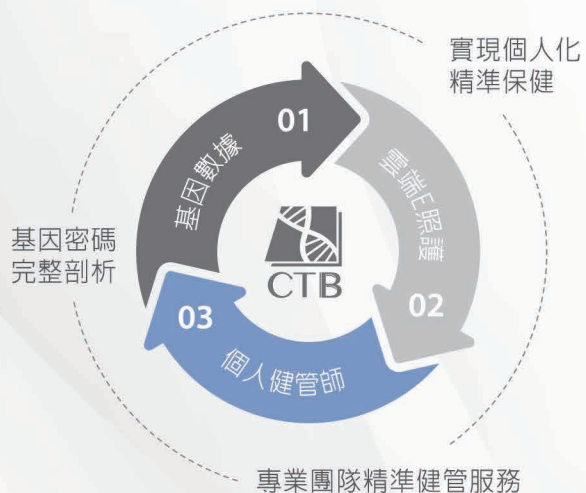 實現個人化
精準保健
01
基因數據
雲端E照護
02
基因密碼
完整剖析
CTB
03
個人健管師
專業團隊精準健管服務